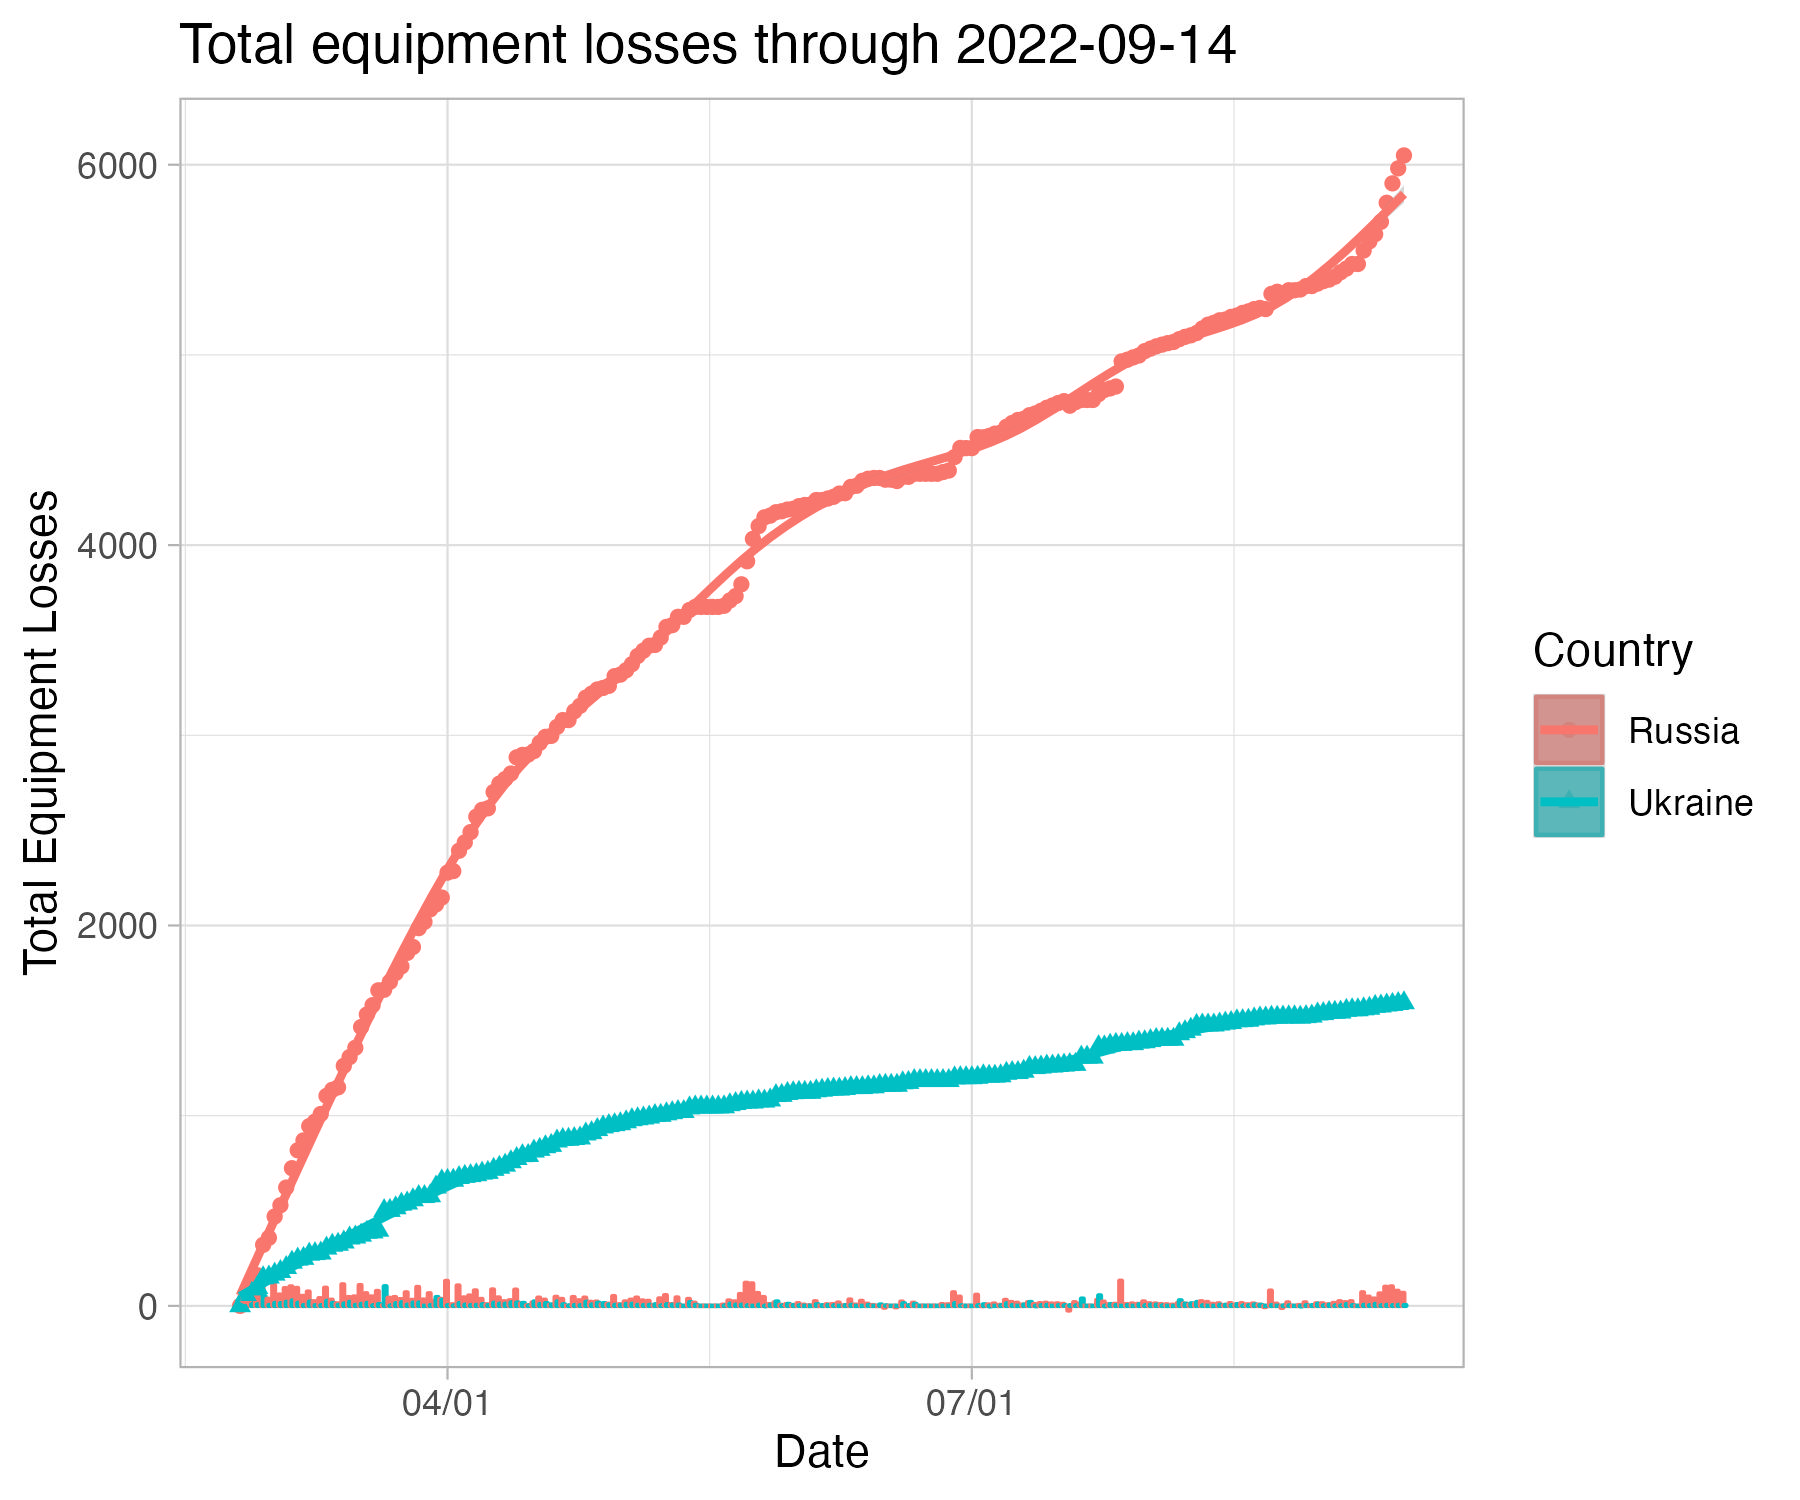 Total equipment losses through 2022-09-14
Total Equipment Losses
6000
4000
2000
0
04/01
07/01
Date
Country
Russia
Ukraine